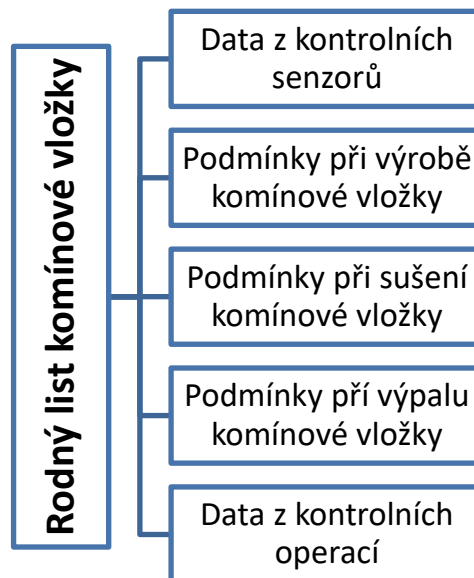 Rodný list komínové vložky
Data z kontrolních
senzorů
Podmínky při výrobě
komínové vložky
Podmínky při sušení
komínové vložky
Podmínky pří výpalu
komínové vložky
Data z kontrolních
operací